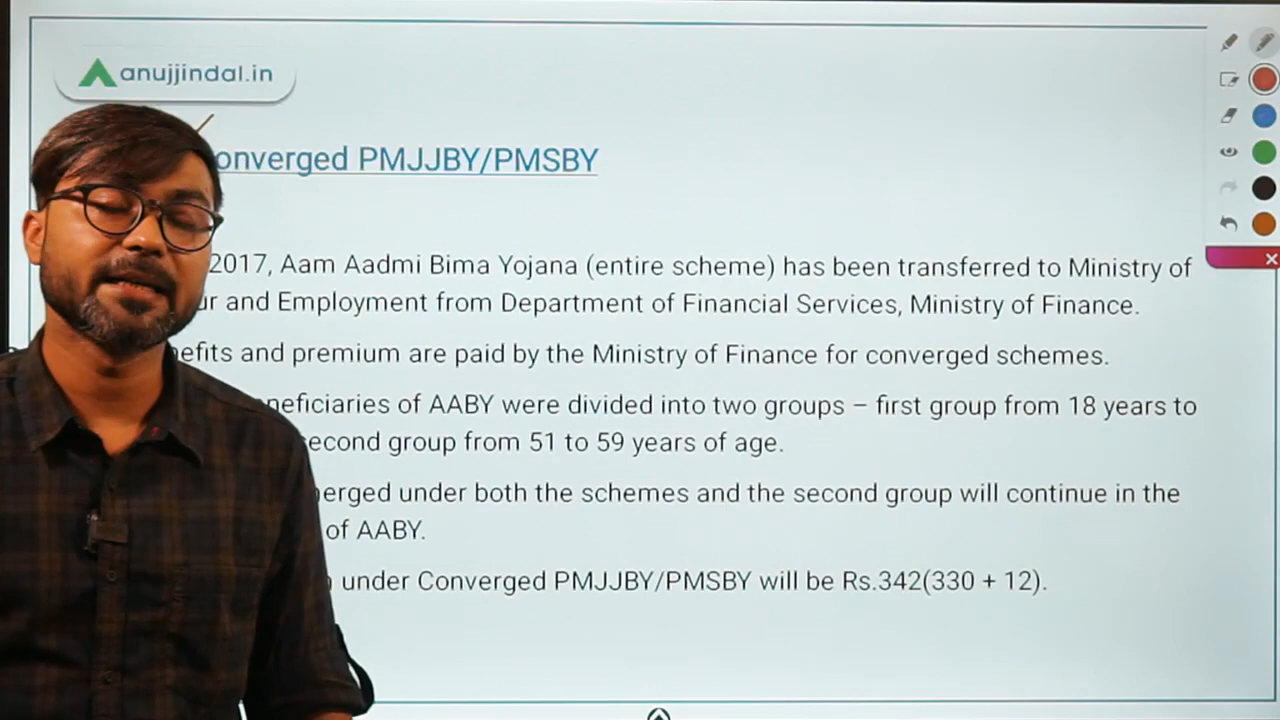 anujjindal.in
onverged PMJJBY/PMSBY
2017, Aam Aadmi Bima Yojana (entire scheme) has been transferred to Ministry of
and Employment from Department of Financial Services, Ministry of Finance.
efits and premium are paid by the Ministry of Finance for converged schemes.
neficiaries of AABY were divided into two groups – first group from 18 years to
econd group from 51 to 59 years of age.
erged under both the schemes and the second group will continue in the
of AABY.
under Converged PMJJBY/PMSBY will be Rs.342(330 + 12).